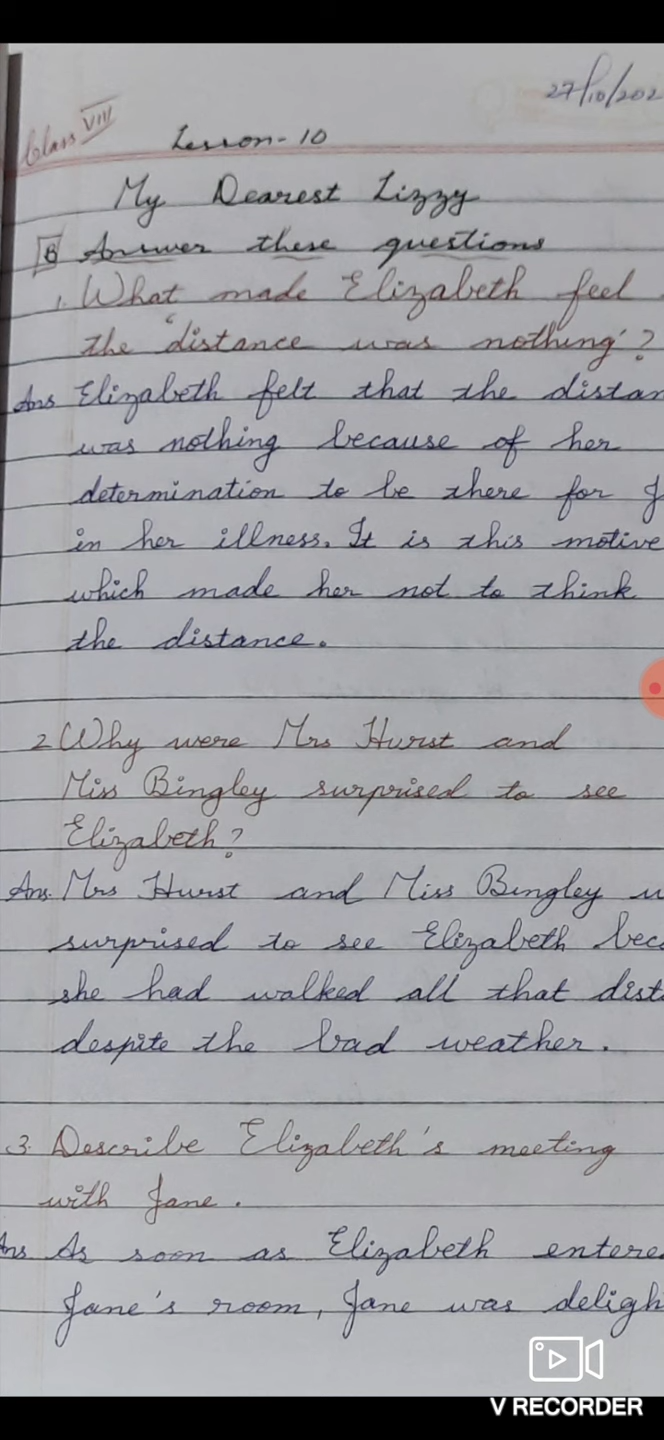 27/10/202
Class VIII
Lesson-10
My Dearest Lizzy
B Answer these questions
1. What made Elizabeth feel
the 'distance was nothing'?
Ans Elizabeth felt that the distan
was nothing because of her
determination to be there for J
in her illness. It is this motive
which made her not to think
the distance.
2 Why were Mrs Hurst and
Miss Bingley surprised to see
Elizabeth?
Ans. Mrs Hurst and Miss Bingley w
surprised to see Elizabeth bec
she had walked all that dist
despite the bad weather.
3. Describe Elizabeth's meeting
with Jane.
Ans As soon as Elizabeth entere
Jane's room, Jane was deligh
V RECORDER